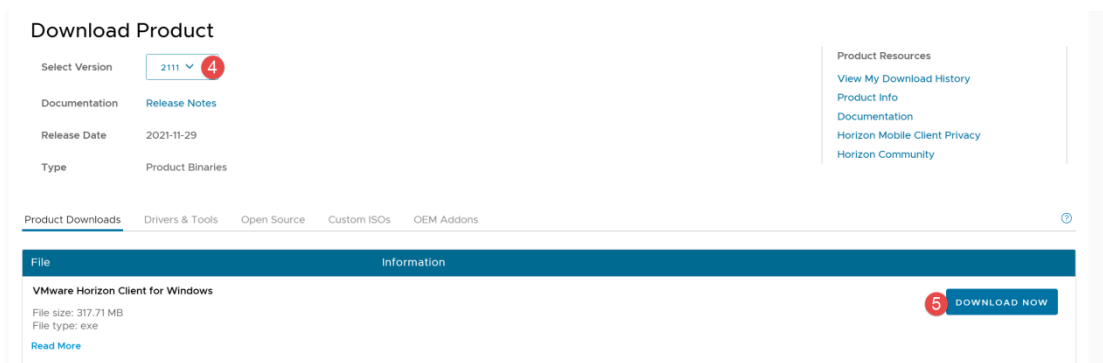 Download Product
Select Version 2111 4
Documentation Release Notes
Release Date 2021-11-29
Type Product Binaries
Product Resources
View My Download History
Product Info
Documentation
Horizon Mobile Client Privacy
Horizon Community
Product Downloads Drivers & Tools Open Source Custom ISOs OEM Addons ?
File Information
VMware Horizon Client for Windows
File size: 317.71 MB
File type: exe
Read More
5 DOWNLOAD NOW